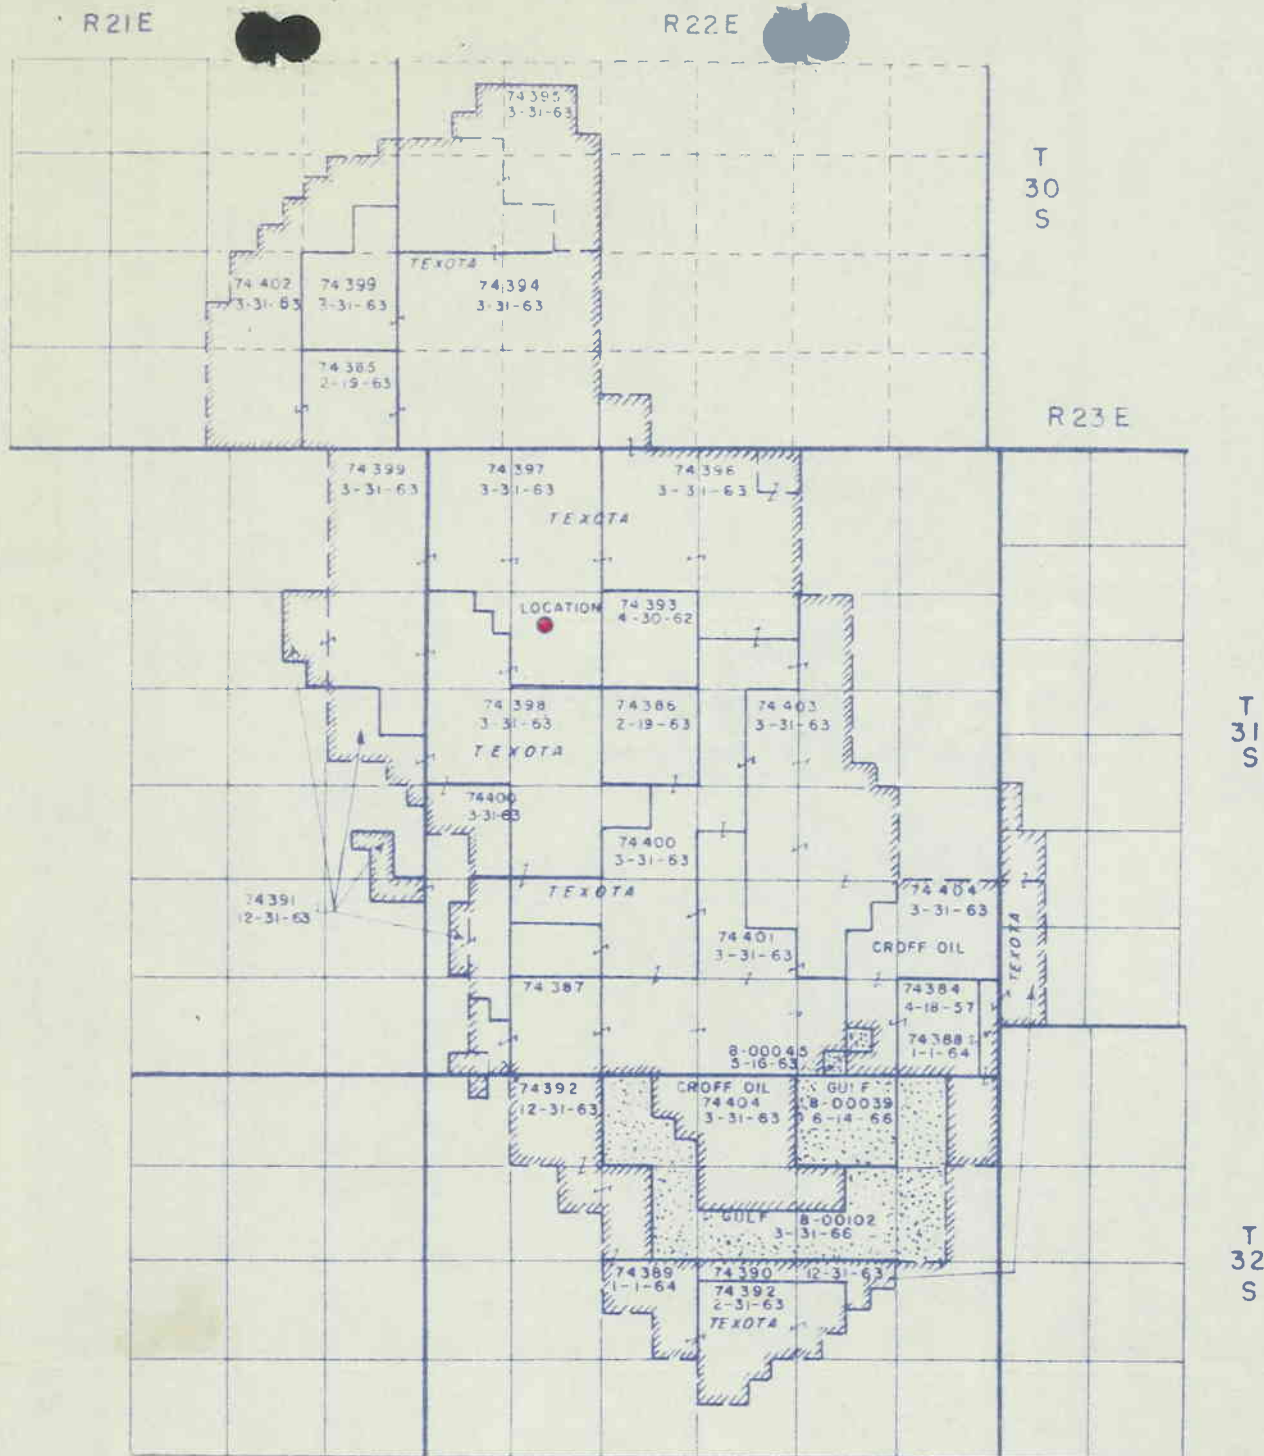 R21E
R22E
74395
3-31-63
T
30
S
TEXOTA
74402
3-31-63
74399
3-31-63
74394
3-31-63
74385
2-19-63
R23E
74399
3-31-63
74397
3-31-63
74396
3-31-63
TEXOTA
LOCATION
74393
4-30-62
74398
3-31-63
74386
2-19-63
74403
3-31-63
T
31
S
TEXOTA
74400
3-31-63
74400
3-31-63
TEXOTA
74391
12-31-63
74404
3-31-63
TEXOTA
74401
3-31-63
CROFF OIL
74387
74384
4-18-57
74388
1-1-64
8-00045
5-16-63
74392
12-31-63
CROFF OIL
74404
3-31-63
GULF
8-00039
6-14-66
GULF
8-00102
3-31-66
T
32
S
74389
1-1-64
74390
12-31-63
74392
2-31-63
TEXOTA